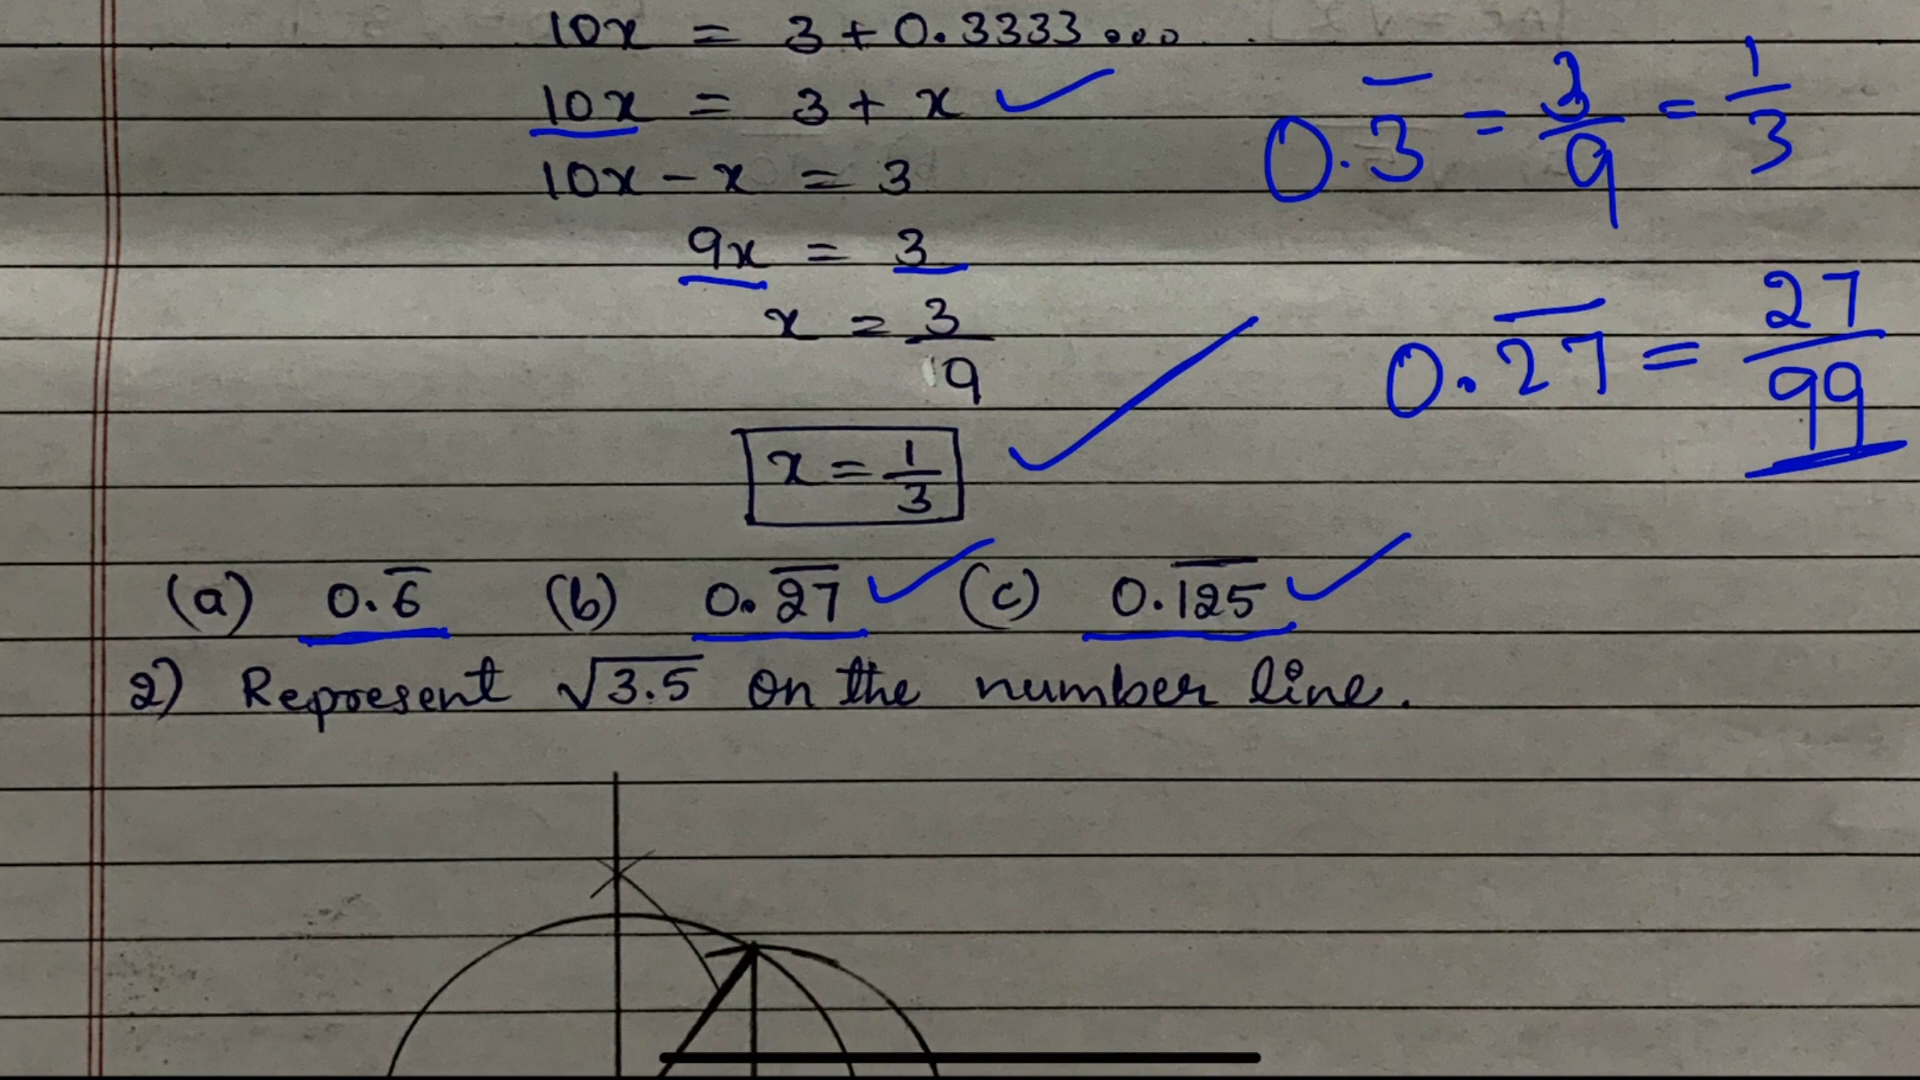 10x = 3 + 0.3333...
10x = 3 + x ✓
10x - x = 3
9x = 3
x = 3/9
x = 1/3 ✓
0.3̅ = 3/9 = 1/3
0.2̅7̅ = 27/99
(a) 0.6̅ (b) 0.2̅7̅ ✓ (c) 0.1̅2̅5̅ ✓
2) Represent √3.5 on the number line.